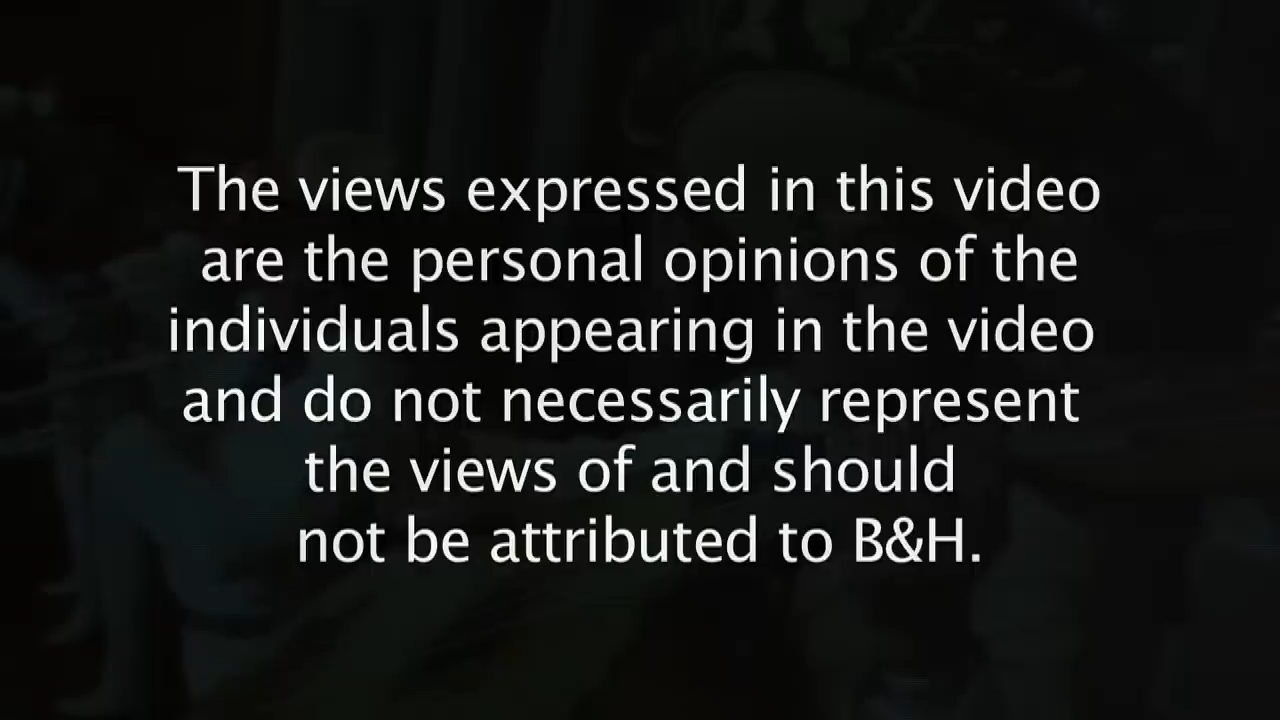 The views expressed in this video
are the personal opinions of the
individuals appearing in the video
and do not necessarily represent
the views of and should
not be attributed to B&H.